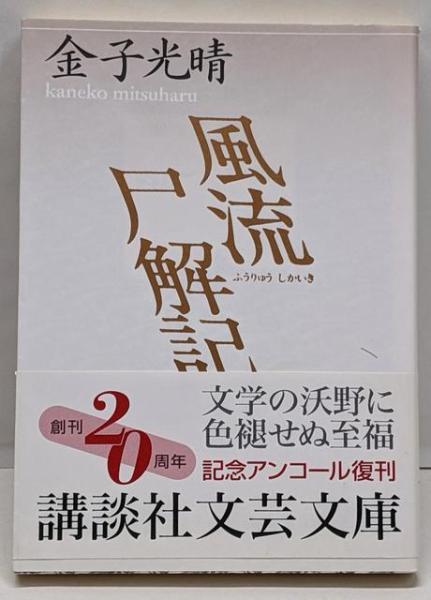 金子光晴
kaneko mitsuharu
風流
尸解記
ふうりゅう しかいき
創刊20周年
文学の沃野に
色褪せぬ至福
記念アンコール復刊
講談社文芸文庫